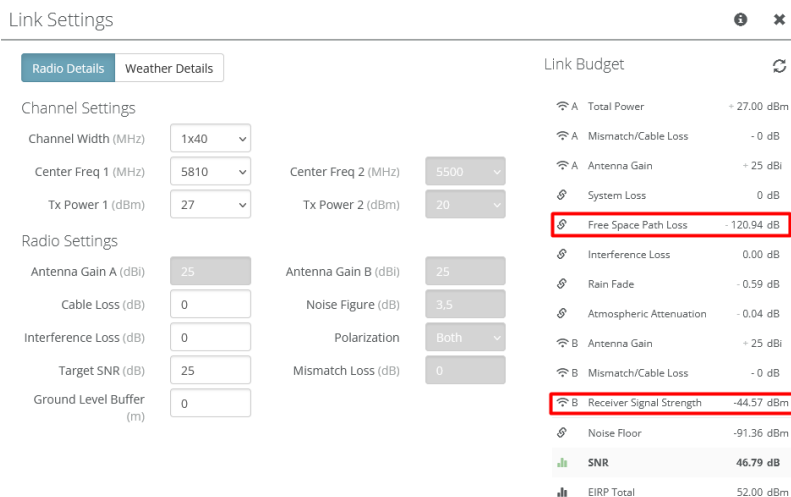 Link Settings
Radio Details Weather Details
Channel Settings
Channel Width (MHz) 1x40
Center Freq 1 (MHz) 5810 Center Freq 2 (MHz) 5500
Tx Power 1 (dBm) 27 Tx Power 2 (dBm) 20
Radio Settings
Antenna Gain A (dBi) 25 Antenna Gain B (dBi) 25
Cable Loss (dB) 0 Noise Figure (dB) 3.5
Interference Loss (dB) 0 Polarization Both
Target SNR (dB) 25 Mismatch Loss (dB) 0
Ground Level Buffer
(m) 0
Link Budget
A Total Power + 27.00 dBm
A Mismatch/Cable Loss - 0 dB
A Antenna Gain + 25 dBi
System Loss 0 dB
Free Space Path Loss - 120.94 dB
Interference Loss 0.00 dB
Rain Fade - 0.59 dB
Atmospheric Attenuation - 0.04 dB
B Antenna Gain + 25 dBi
B Mismatch/Cable Loss - 0 dB
B Receiver Signal Strength -44.57 dBm
Noise Floor -91.36 dBm
SNR 46.79 dB
EIRP Total 52.00 dBm